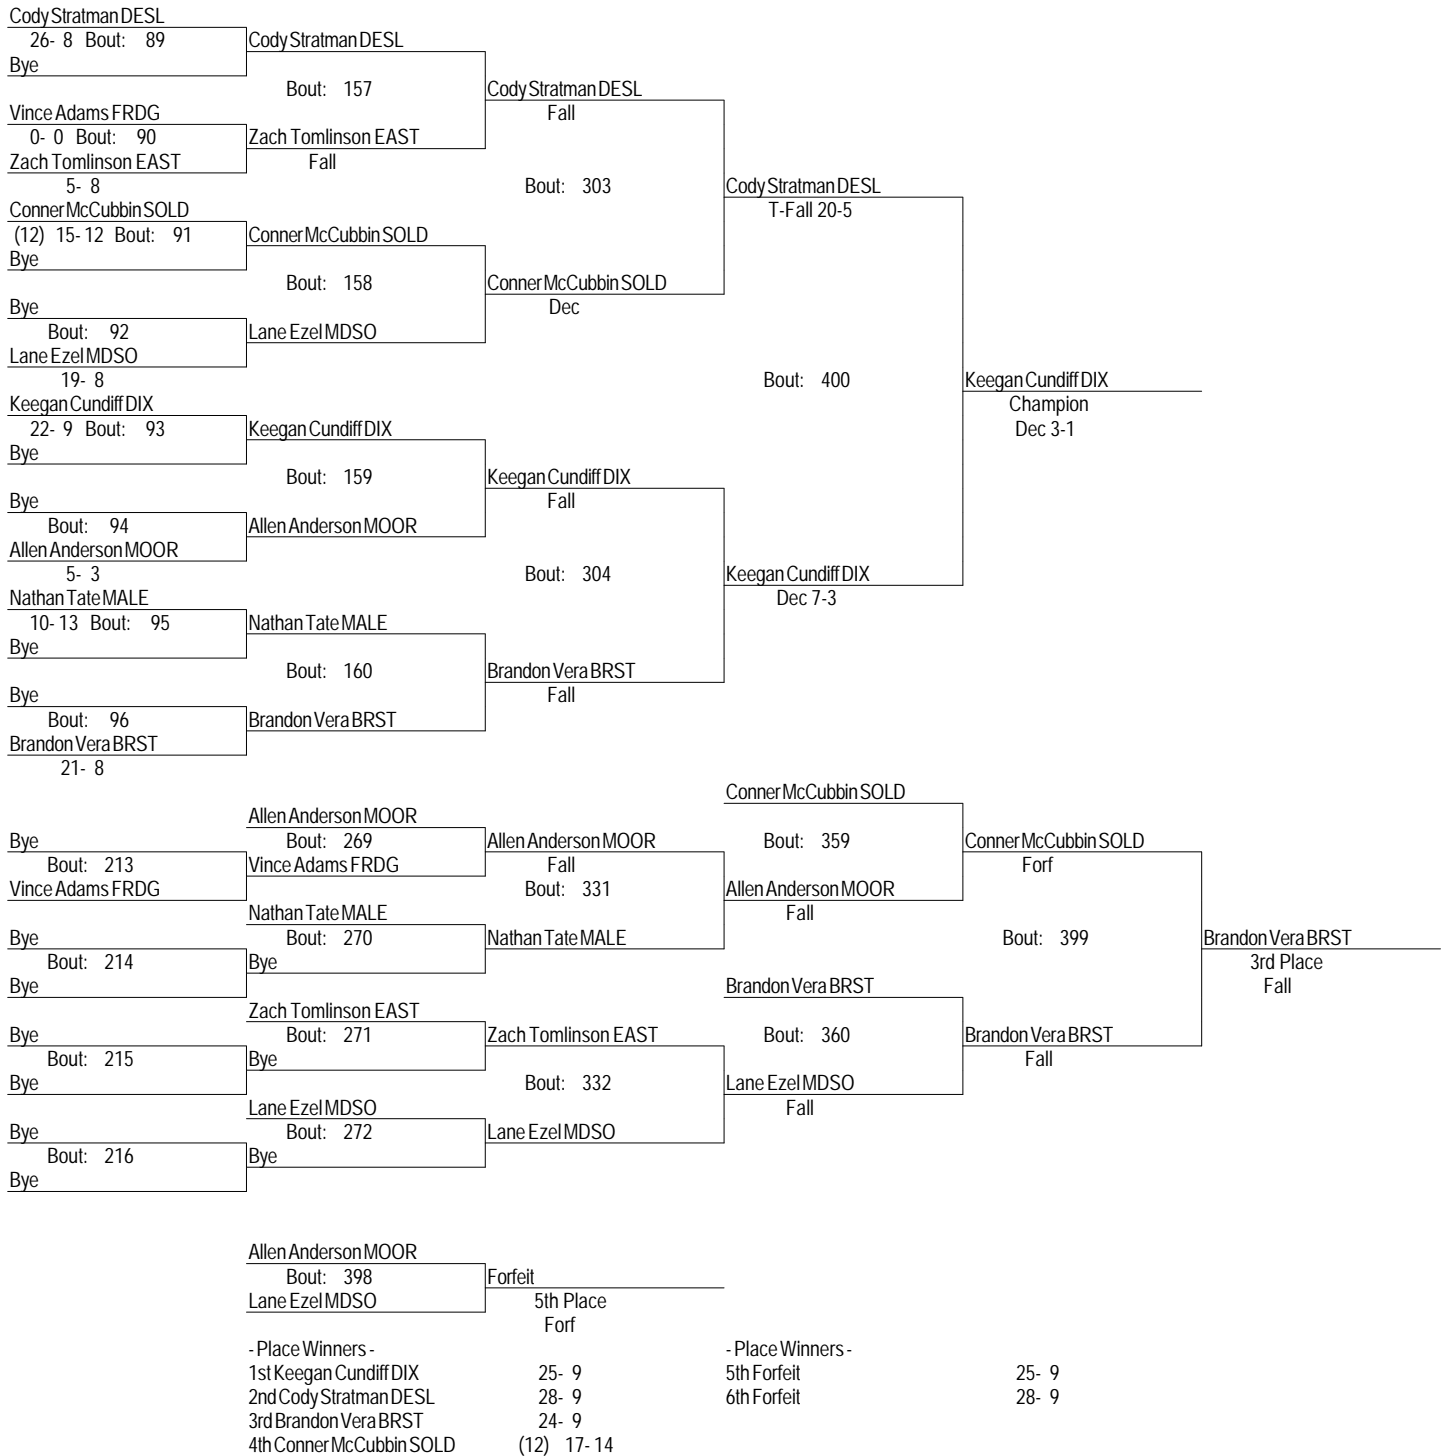 Cody Stratman DESL
26- 8 Bout: 89 Cody Stratman DESL
Bye
Bout: 157 Cody Stratman DESL
Vince Adams FRDG Fall
0- 0 Bout: 90 Zach Tomlinson EAST
Zach Tomlinson EAST Fall
5- 8 Bout: 303 Cody Stratman DESL
Conner McCubbin SOLD T-Fall 20-5
(12) 15- 12 Bout: 91 Conner McCubbin SOLD
Bye
Bout: 158 Conner McCubbin SOLD
Bye Dec
Bout: 92 Lane Ezel MDSO
Lane Ezel MDSO
19- 8 Bout: 400 Keegan Cundiff DIX
Keegan Cundiff DIX Champion
22- 9 Bout: 93 Keegan Cundiff DIX Dec 3-1
Bye
Bout: 159 Keegan Cundiff DIX
Bye Fall
Bout: 94 Allen Anderson MOOR
Allen Anderson MOOR
5- 3 Bout: 304 Keegan Cundiff DIX
Nathan Tate MALE Dec 7-3
10- 13 Bout: 95 Nathan Tate MALE
Bye
Bout: 160 Brandon Vera BRST
Bye Fall
Bout: 96 Brandon Vera BRST
Brandon Vera BRST
21- 8
Conner McCubbin SOLD
Allen Anderson MOOR
Bye Bout: 269 Allen Anderson MOOR Bout: 359 Conner McCubbin SOLD
Bout: 213 Vince Adams FRDG Fall Forf
Vince Adams FRDG Bout: 331 Allen Anderson MOOR
Nathan Tate MALE Fall
Bye Bout: 270 Nathan Tate MALE Bout: 399 Brandon Vera BRST
Bout: 214 Bye 3rd Place
Bye Brandon Vera BRST Fall
Zach Tomlinson EAST
Bye Bout: 271 Zach Tomlinson EAST Bout: 360 Brandon Vera BRST
Bout: 215 Bye Fall
Bye Bout: 332 Lane Ezel MDSO
Lane Ezel MDSO Fall
Bye Bout: 272 Lane Ezel MDSO
Bout: 216 Bye
Bye
Allen Anderson MOOR
Bout: 398 Forfeit
Lane Ezel MDSO 5th Place
Forf
- Place Winners - - Place Winners -
1st Keegan Cundiff DIX 25- 9 5th Forfeit 25- 9
2nd Cody Stratman DESL 28- 9 6th Forfeit 28- 9
3rd Brandon Vera BRST 24- 9
4th Conner McCubbin SOLD (12) 17- 14